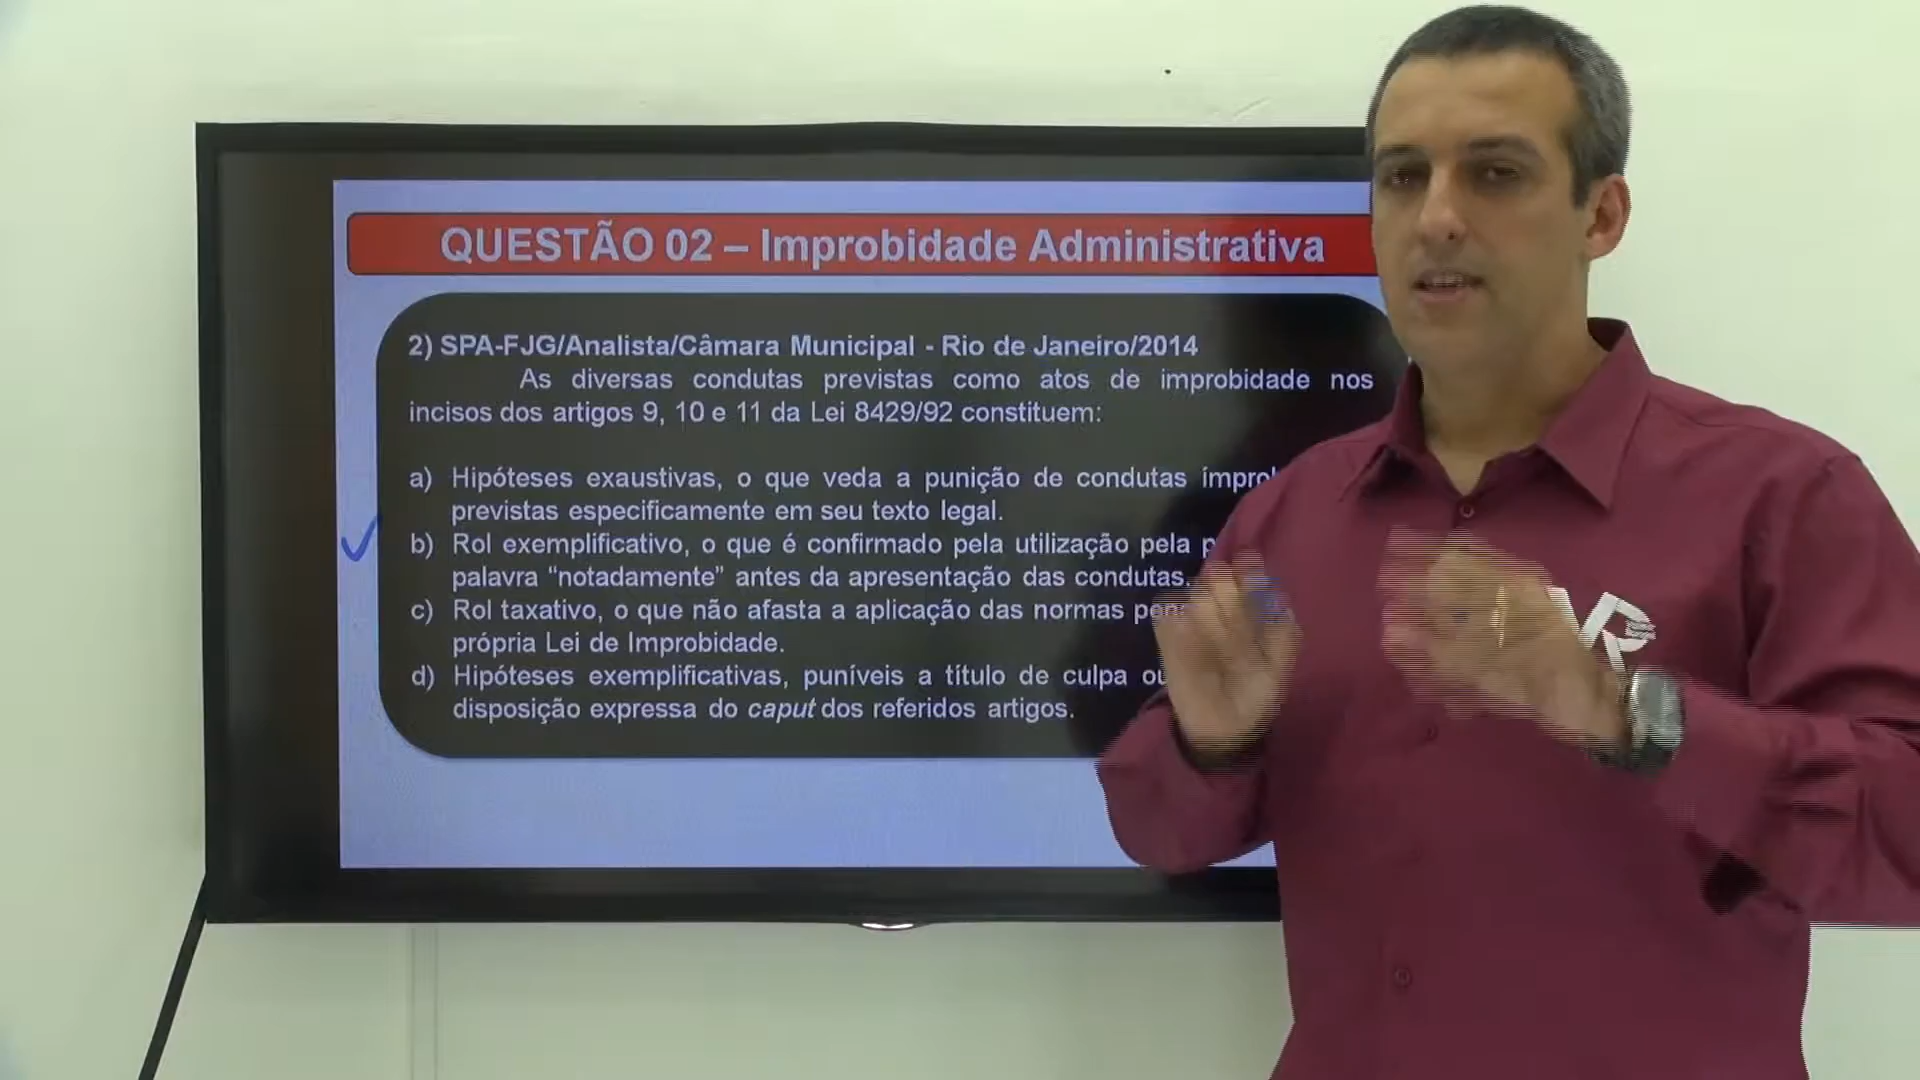 QUESTÃO 02 – Improbidade Administrativa
2) SPA-FJG/Analista/Câmara Municipal - Rio de Janeiro/2014
As diversas condutas previstas como atos de improbidade nos
incisos dos artigos 9, 10 e 11 da Lei 8429/92 constituem:
a) Hipóteses exaustivas, o que veda a punição de condutas
previstas especificamente em seu texto legal.
b) Rol exemplificativo, o que é confirmado pela utilização pela
palavra “notadamente” antes da apresentação das condutas.
c) Rol taxativo, o que não afasta a aplicação das normas
própria Lei de Improbidade.
d) Hipóteses exemplificativas, puníveis a título de culpa
disposição expressa do caput dos referidos artigos.